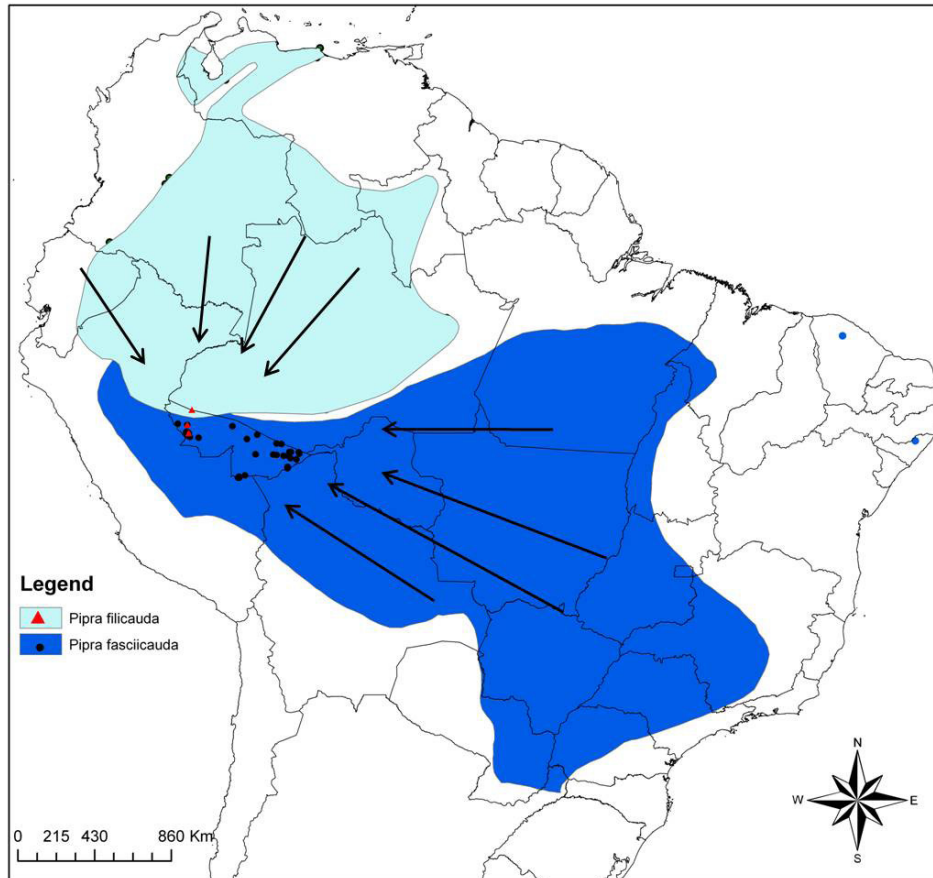 Legend
Pipra filicauda
Pipra fasciicauda
0 215 430 860 Km
N
W E
S